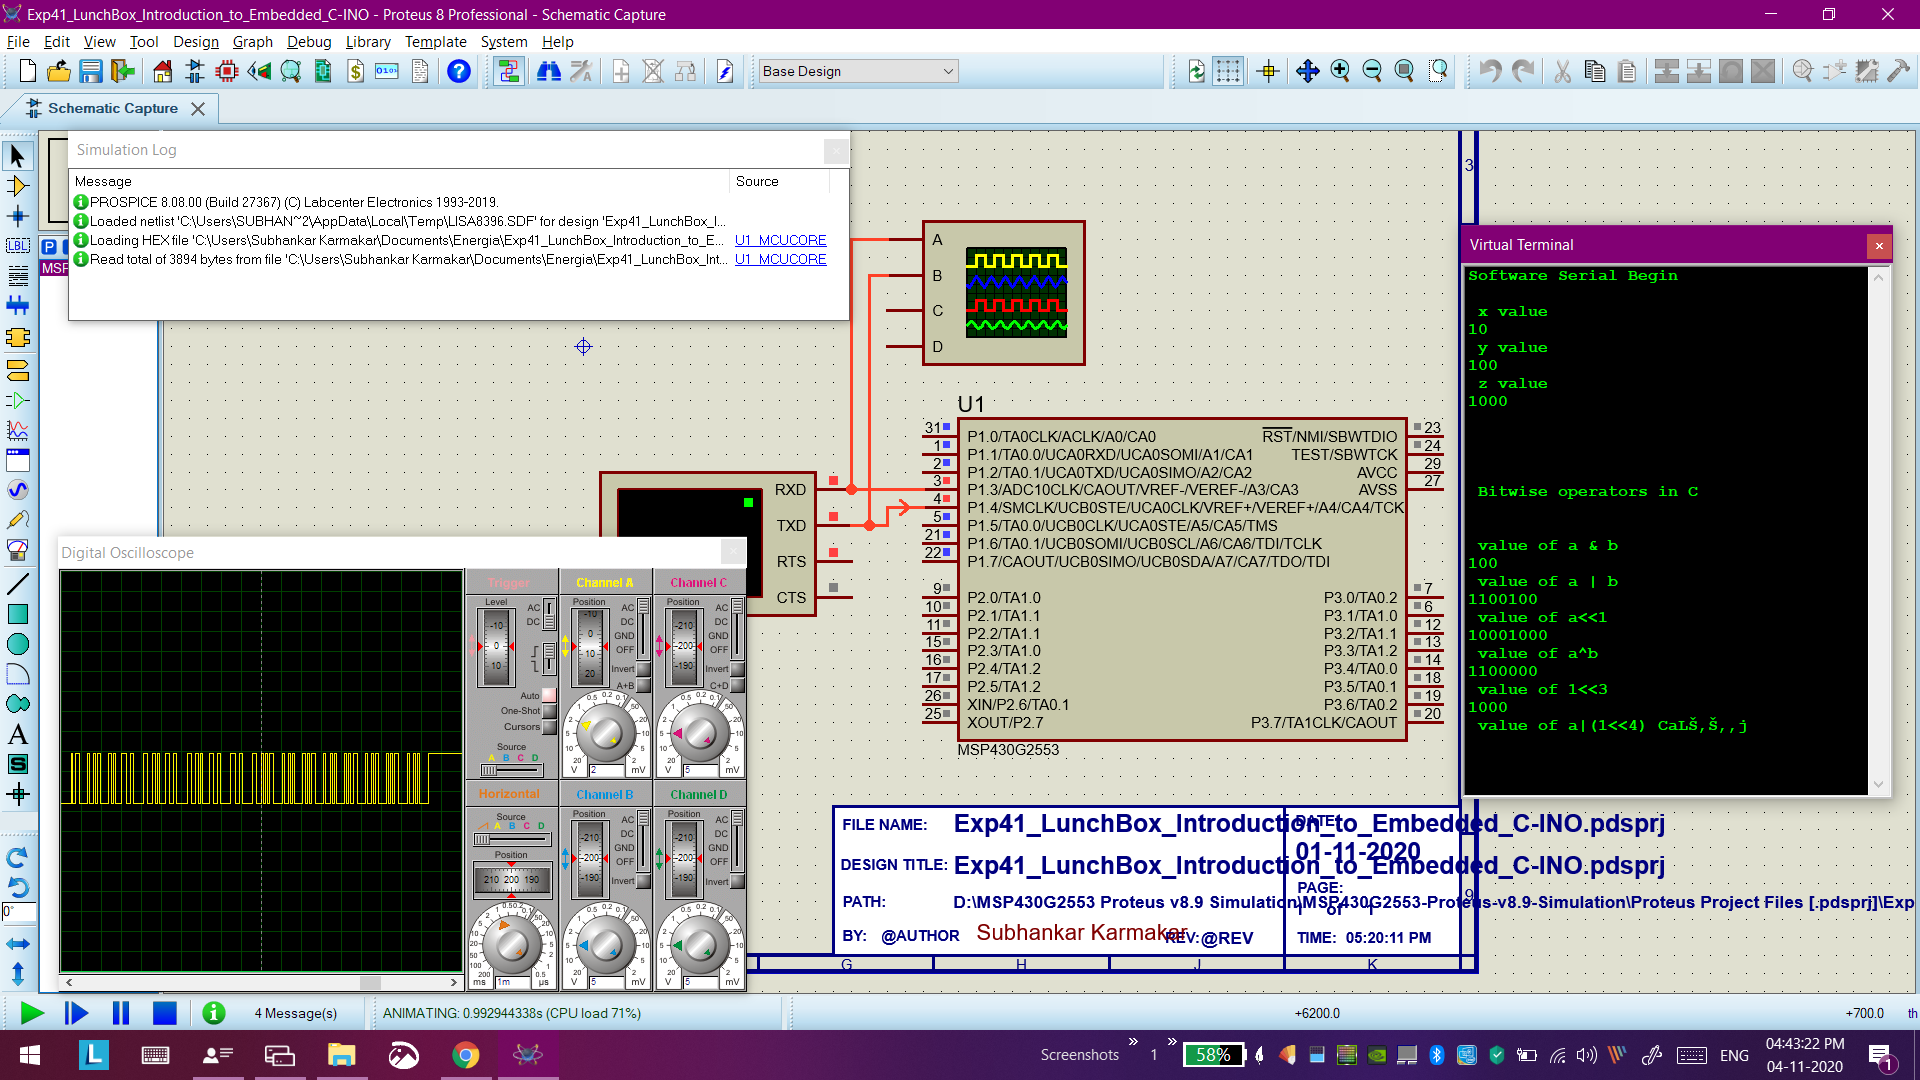 Exp41_LunchBox_Introduction_to_Embedded_C-INO - Proteus 8 Professional - Schematic Capture
File Edit View Tool Design Graph Debug Library Template System Help
Base Design
Schematic Capture
Simulation Log
Message Source
PROSPICE 8.08.00 (Build 27367) (C) Labcenter Electronics 1993-2019.
Loaded netlist 'C:\Users\SUBHAN~2\AppData\Local\Temp\LISA8396.SDF' for design 'Exp41_LunchBox_I...
Loading HEX file 'C:\Users\Subhankar Karmakar\Documents\Energia\Exp41_LunchBox_Introduction_to_E... U1_MCUCORE
Read total of 3894 bytes from file 'C:\Users\Subhankar Karmakar\Documents\Energia\Exp41_LunchBox_Int... U1_MCUCORE
A
B
C
D
3
Virtual Terminal
Software Serial Begin
x value
10
y value
100
z value
1000
Bitwise operators in C
value of a & b
100
value of a | b
1100100
value of a<<1
10001000
value of a^b
1100000
value of 1<<3
1000
value of a|(1<<4) CaLŠ,Š,,j
U1
31 P1.0/TA0CLK/ACLK/A0/CA0 RST/NMI/SBWTDIO 23
1 P1.1/TA0.0/UCA0RXD/UCA0SOMI/A1/CA1 TEST/SBWTCK 24
2 P1.2/TA0.1/UCA0TXD/UCA0SIMO/A2/CA2 AVCC 29
3 P1.3/ADC10CLK/CAOUT/VREF-/VEREF-/A3/CA3 AVSS 27
4 P1.4/SMCLK/UCB0STE/UCA0CLK/VREF+/VEREF+/A4/CA4/TCK
5 P1.5/TA0.0/UCB0CLK/UCA0STE/A5/CA5/TMS
21 P1.6/TA0.1/UCB0SOMI/UCB0SCL/A6/CA6/TDI/TCLK
22 P1.7/CAOUT/UCB0SIMO/UCB0SDA/A7/CA7/TDO/TDI
9 P2.0/TA1.0 P3.0/TA0.2 7
10 P2.1/TA1.1 P3.1/TA1.0 6
11 P2.2/TA1.1 P3.2/TA1.1 12
15 P2.3/TA1.0 P3.3/TA1.2 13
16 P2.4/TA1.2 P3.4/TA0.0 14
17 P2.5/TA1.2 P3.5/TA0.1 18
26 XIN/P2.6/TA0.1 P3.6/TA0.2 19
25 XOUT/P2.7 P3.7/TA1CLK/CAOUT 20
MSP430G2553
RXD
TXD
RTS
CTS
Digital Oscilloscope
Trigger Channel A Channel C
Level Position Position
AC DC GND OFF Invert
A+B C+D
Auto
One-Shot
Cursors
Source
A B C D
Horizontal Channel B Channel D
Source Position Position
A B C D
Position
210 200 190
ms 1m µs V 5 mV V 5 mV
FILE NAME: Exp41_LunchBox_Introduction_to_Embedded_C-INO.pdsprj
DATE:
01-11-2020
DESIGN TITLE: Exp41_LunchBox_Introduction_to_Embedded_C-INO.pdsprj
PAGE:
PATH: D:\MSP430G2553 Proteus v8.9 Simulation\MSP430G2553-Proteus-v8.9-Simulation\Proteus Project Files [.pdsprj]\Exp
BY: @AUTHOR Subhankar Karmakar REV:@REV TIME: 05:20:11 PM
G H J K
4 Message(s) ANIMATING: 0.992944338s (CPU load 71%) +6200.0 +700.0 th
Screenshots 1 58% ENG 04:43:22 PM
04-11-2020
1